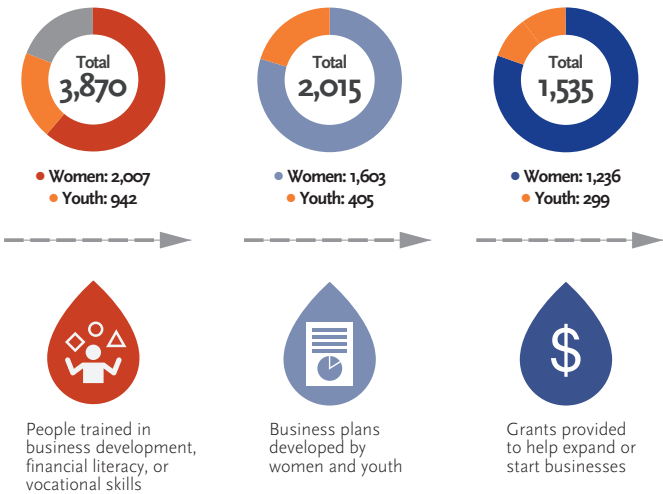 Total
3,870
Women: 2,007
Youth: 942
People trained in
business development,
financial literacy, or
vocational skills
Total
2,015
Women: 1,603
Youth: 405
Business plans
developed by
women and youth
Total
1,535
Women: 1,236
Youth: 299
$
Grants provided
to help expand or
start businesses